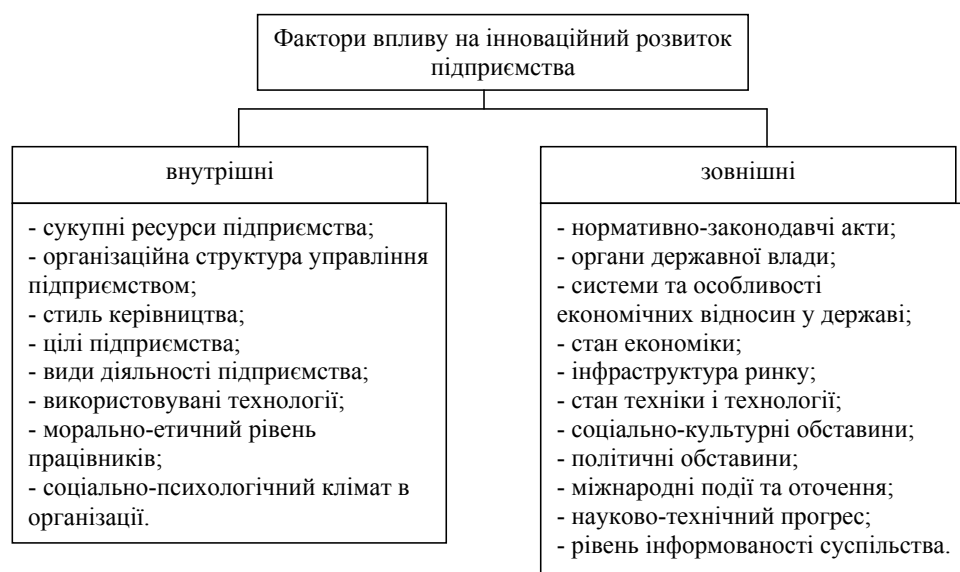 Фактори впливу на інноваційний розвиток
підприємства
внутрішні
- сукупні ресурси підприємства;
- організаційна структура управління
підприємством;
- стиль керівництва;
- цілі підприємства;
- види діяльності підприємства;
- використовувані технології;
- морально-етичний рівень
працівників;
- соціально-психологічний клімат в
організації.
зовнішні
- нормативно-законодавчі акти;
- органи державної влади;
- системи та особливості
економічних відносин у державі;
- стан економіки;
- інфраструктура ринку;
- стан техніки і технології;
- соціально-культурні обставини;
- політичні обставини;
- міжнародні події та оточення;
- науково-технічний прогрес;
- рівень інформованості суспільства.